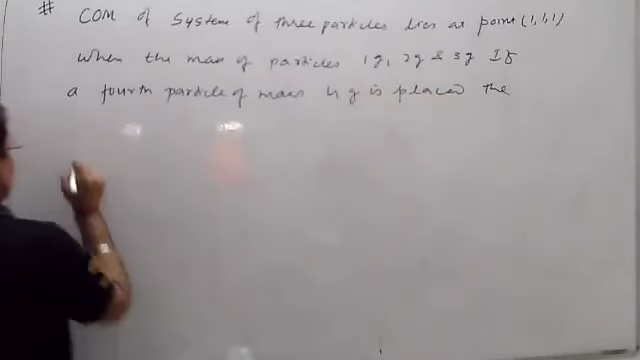 # COM of System of three particles lies at point (1,1,1)
When the mass of particles 1g, 2g & 3g If
a fourth particle of mass 4g is placed the